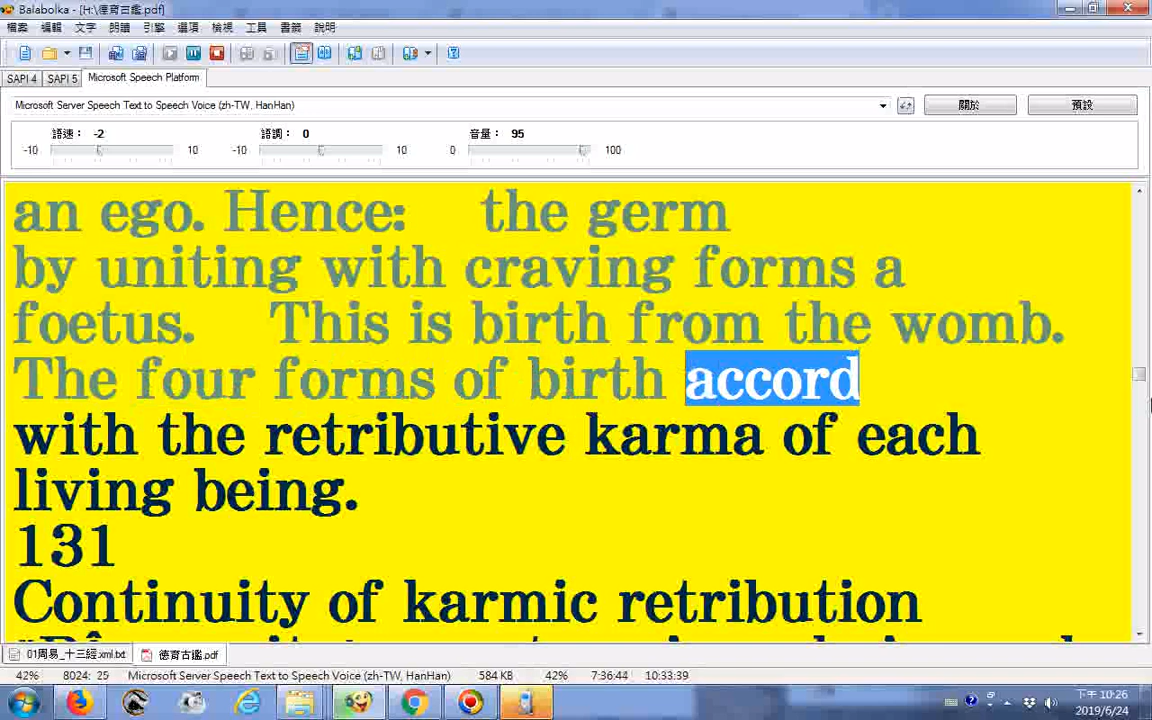 Balabolka - [H:\德育古鑑.pdf]
檔案 編輯 文字 朗讀 引擎 選項 檢視 工具 書籤 說明
SAPI 4 SAPI 5 Microsoft Speech Platform
Microsoft Server Speech Text to Speech Voice (zh-TW, HanHan) 關於 預設
語速： -2 語調： 0 音量： 95
-10 10 -10 10 0 100
an ego. Hence: the germ
by uniting with craving forms a
foetus. This is birth from the womb.
The four forms of birth accord
with the retributive karma of each
living being.
131
Continuity of karmic retribution
01周易_十三經.xml.txt 德育古鑑.pdf
42% 8024: 25 Microsoft Server Speech Text to Speech Voice (zh-TW, HanHan) 584 KB 42% 7:36:44 10:33:39
下午 10:26
2019/6/24